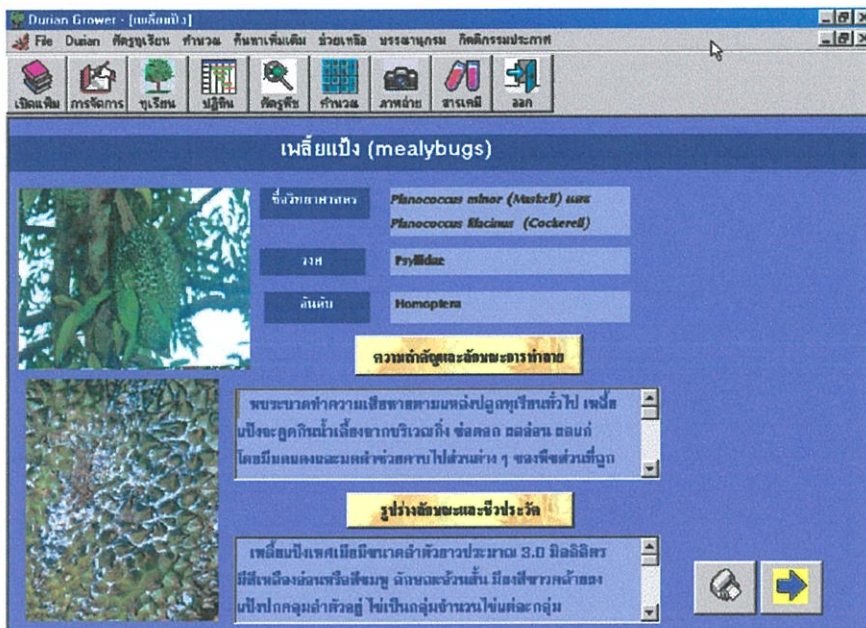 Durian Grower - [เพลี้ยแป้ง]
File Durian ศัตรูทุเรียน คำนวณ ค้นหาเพิ่มเติม ช่วยเหลือ บรรณานุกรม กิตติกรรมประกาศ
เปิดแฟ้ม การจัดการ ทุเรียน ปฏิทิน ศัตรูพืช คำนวณ ภาพถ่าย สารเคมี ออก
เพลี้ยแป้ง (mealybugs)
ชื่อวิทยาศาสตร์
Planococcus minor (Maskell) และ
Planococcus lilacinus (Cockerell)
วงศ์ Psyllidae
อันดับ Homoptera
ความสำคัญและลักษณะการทำลาย
พบระบาดทำความเสียหายตามแหล่งปลูกทุเรียนทั่วไป เพลี้ย
แป้งจะดูดกินน้ำเลี้ยงจากบริเวณกิ่ง ช่อดอก ผลอ่อน ผลแก่
โดยมีมดแดงและมดดำช่วยคาบไปส่วนต่าง ๆ ของพืชส่วนที่ถูก
รูปร่างลักษณะและชีวประวัติ
เพลี้ยแป้งเพศเมียมีขนาดลำตัวยาวประมาณ 3.0 มิลลิลิตร
มีสีเหลืองอ่อนหรือสีชมพู ลักษณะอ้วนสั้น มีผงสีขาวคล้ายผง
แป้งปกคลุมลำตัวอยู่ ไข่เป็นกลุ่มจำนวนไข่แต่ละกลุ่ม